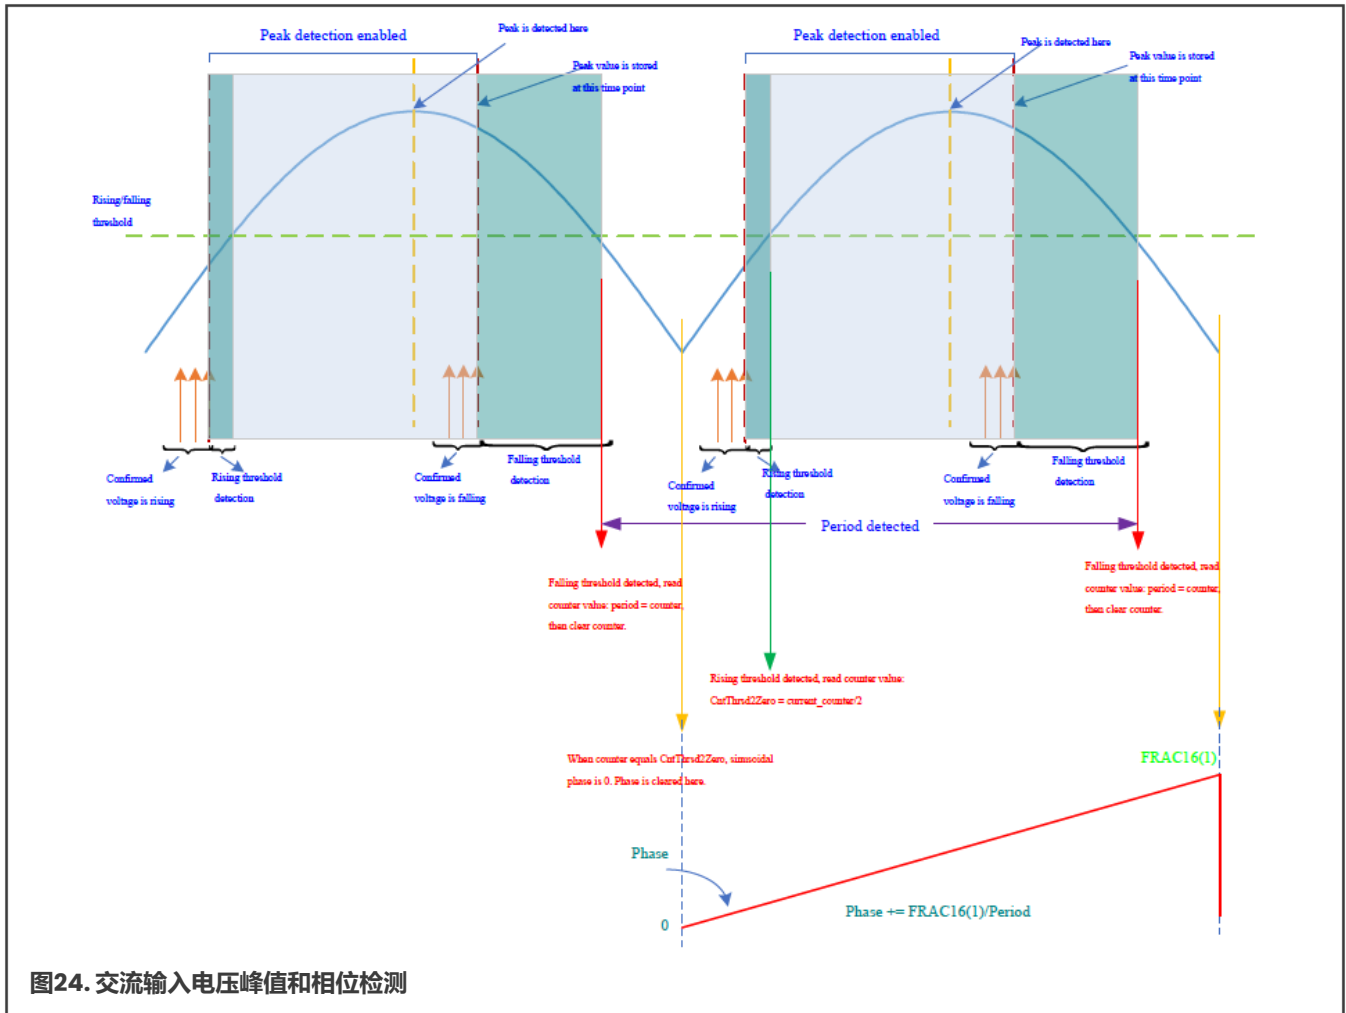 Peak detection enabled
Peak is detected here
Peak value is stored
at this time point
Peak detection enabled
Peak is detected here
Peak value is stored
at this time point
Rising/falling
threshold
Confirmed
voltage is rising
Rising threshold
detection
Confirmed
voltage is falling
Falling threshold
detection
Confirmed
voltage is rising
Rising threshold
detection
Confirmed
voltage is falling
Falling threshold
detection
Period detected
Falling threshold detected, read
counter value: period = counter,
then clear counter.
Falling threshold detected, read
counter value: period = counter,
then clear counter.
Rising threshold detected, read counter value:
CntThrsd2Zero = current_counter/2
When counter equals CntThrsd2Zero, sinusoidal
phase is 0. Phase is cleared here.
FRAC16(1)
Phase
0
Phase += FRAC16(1)/Period
图24. 交流输入电压峰值和相位检测